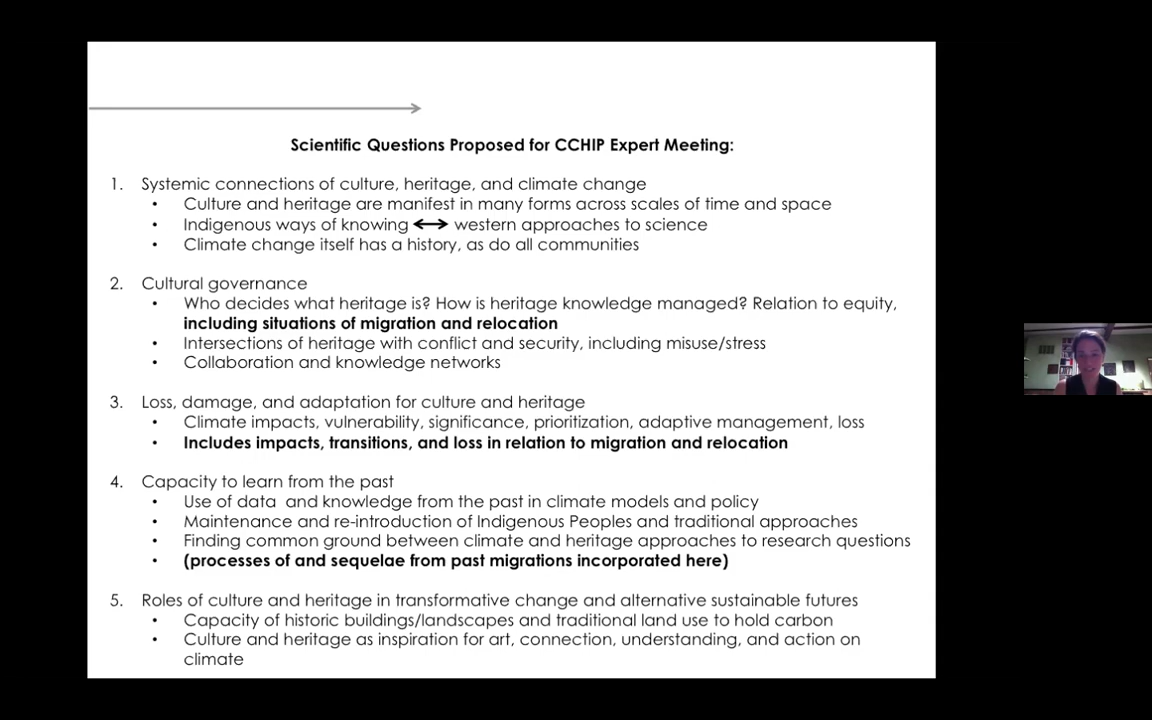 Scientific Questions Proposed for CCHIP Expert Meeting:
1. Systemic connections of culture, heritage, and climate change
• Culture and heritage are manifest in many forms across scales of time and space
• Indigenous ways of knowing ↔ western approaches to science
• Climate change itself has a history, as do all communities
2. Cultural governance
• Who decides what heritage is? How is heritage knowledge managed? Relation to equity,
including situations of migration and relocation
• Intersections of heritage with conflict and security, including misuse/stress
• Collaboration and knowledge networks
3. Loss, damage, and adaptation for culture and heritage
• Climate impacts, vulnerability, significance, prioritization, adaptive management, loss
• Includes impacts, transitions, and loss in relation to migration and relocation
4. Capacity to learn from the past
• Use of data and knowledge from the past in climate models and policy
• Maintenance and re-introduction of Indigenous Peoples and traditional approaches
• Finding common ground between climate and heritage approaches to research questions
• (processes of and sequelae from past migrations incorporated here)
5. Roles of culture and heritage in transformative change and alternative sustainable futures
• Capacity of historic buildings/landscapes and traditional land use to hold carbon
• Culture and heritage as inspiration for art, connection, understanding, and action on
climate